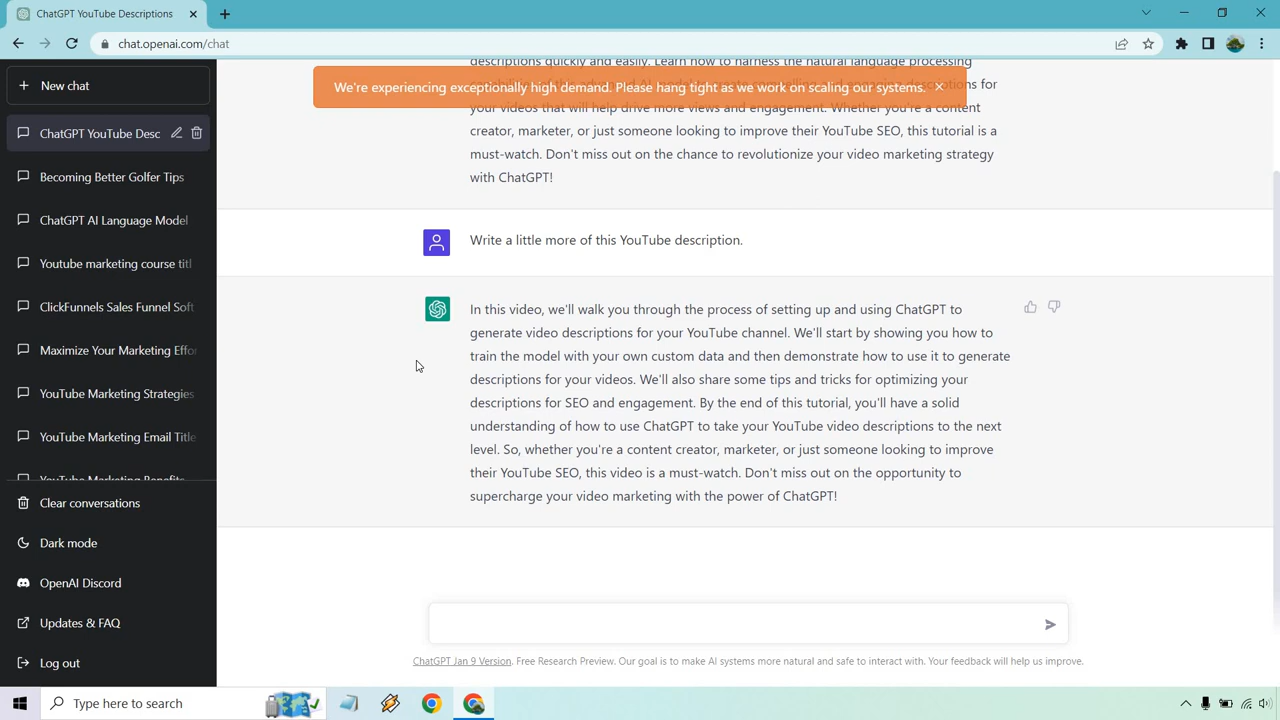 ChatGPT YouTube Descriptions
chat.openai.com/chat
New chat
ChatGPT YouTube Desc
Becoming Better Golfer Tips
ChatGPT AI Language Model
Youtube marketing course titl
ClickFunnels Sales Funnel Soft
Maximize Your Marketing Effo
YouTube Marketing Strategies
YouTube Marketing Email Title
YouTube Marketing Benefits
Clear conversations
Dark mode
OpenAI Discord
Updates & FAQ
Log out
descriptions quickly and easily. Learn how to harness the natural language processing
We're experiencing exceptionally high demand. Please hang tight as we work on scaling our systems.
capabilities of this advanced AI model to create compelling and engaging descriptions for
your videos that will help drive more views and engagement. Whether you're a content
creator, marketer, or just someone looking to improve their YouTube SEO, this tutorial is a
must-watch. Don't miss out on the chance to revolutionize your video marketing strategy
with ChatGPT!
Write a little more of this YouTube description.
In this video, we'll walk you through the process of setting up and using ChatGPT to
generate video descriptions for your YouTube channel. We'll start by showing you how to
train the model with your own custom data and then demonstrate how to use it to generate
descriptions for your videos. We'll also share some tips and tricks for optimizing your
descriptions for SEO and engagement. By the end of this tutorial, you'll have a solid
understanding of how to use ChatGPT to take your YouTube video descriptions to the next
level. So, whether you're a content creator, marketer, or just someone looking to improve
their YouTube SEO, this video is a must-watch. Don't miss out on the opportunity to
supercharge your video marketing with the power of ChatGPT!
ChatGPT Jan 9 Version. Free Research Preview. Our goal is to make AI systems more natural and safe to interact with. Your feedback will help us improve.
Type here to search